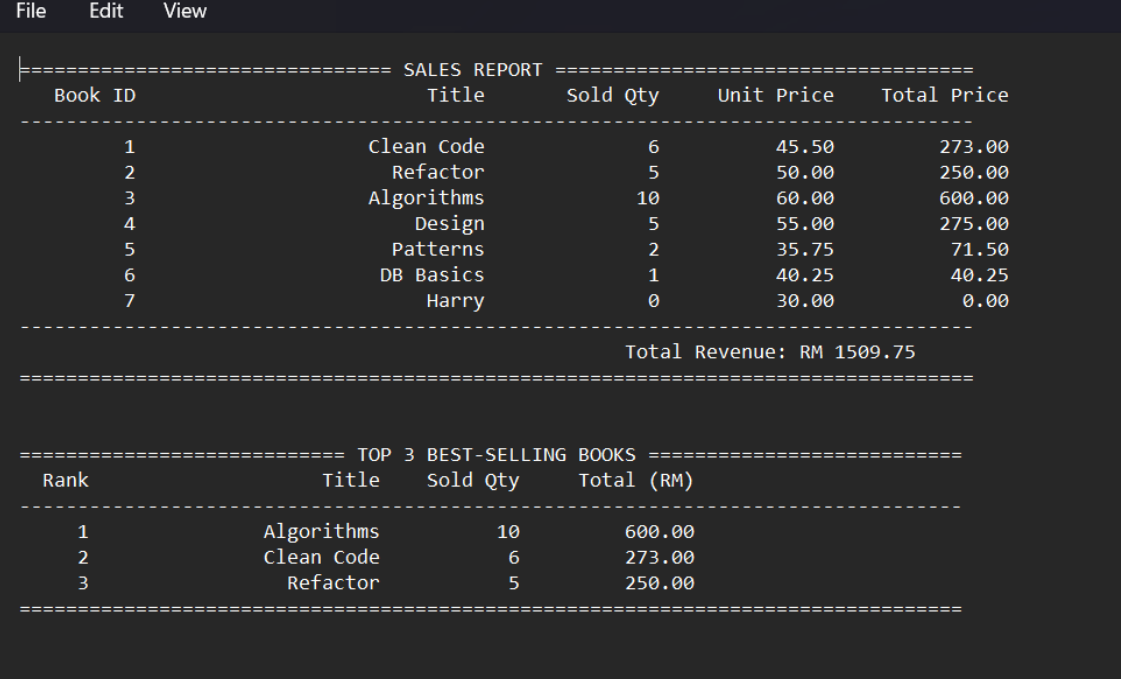 File Edit View
================================ SALES REPORT ====================================
Book ID Title Sold Qty Unit Price Total Price
----------------------------------------------------------------------------------
1 Clean Code 6 45.50 273.00
2 Refactor 5 50.00 250.00
3 Algorithms 10 60.00 600.00
4 Design 5 55.00 275.00
5 Patterns 2 35.75 71.50
6 DB Basics 1 40.25 40.25
7 Harry 0 30.00 0.00
----------------------------------------------------------------------------------
Total Revenue: RM 1509.75
==================================================================================
============================ TOP 3 BEST-SELLING BOOKS ===========================
Rank Title Sold Qty Total (RM)
---------------------------------------------------------------------------------
1 Algorithms 10 600.00
2 Clean Code 6 273.00
3 Refactor 5 250.00
=================================================================================